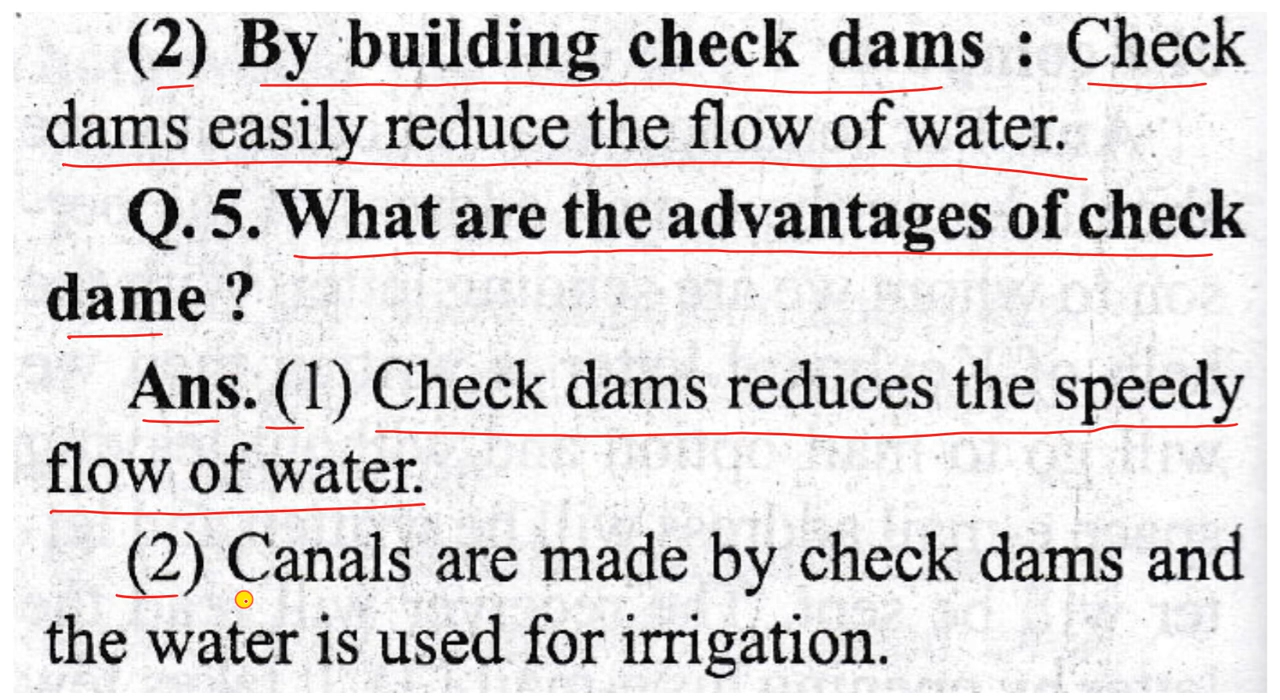 (2) By building check dams : Check
dams easily reduce the flow of water.
Q. 5. What are the advantages of check
dame ?
Ans. (1) Check dams reduces the speedy
flow of water.
(2) Canals are made by check dams and
the water is used for irrigation.